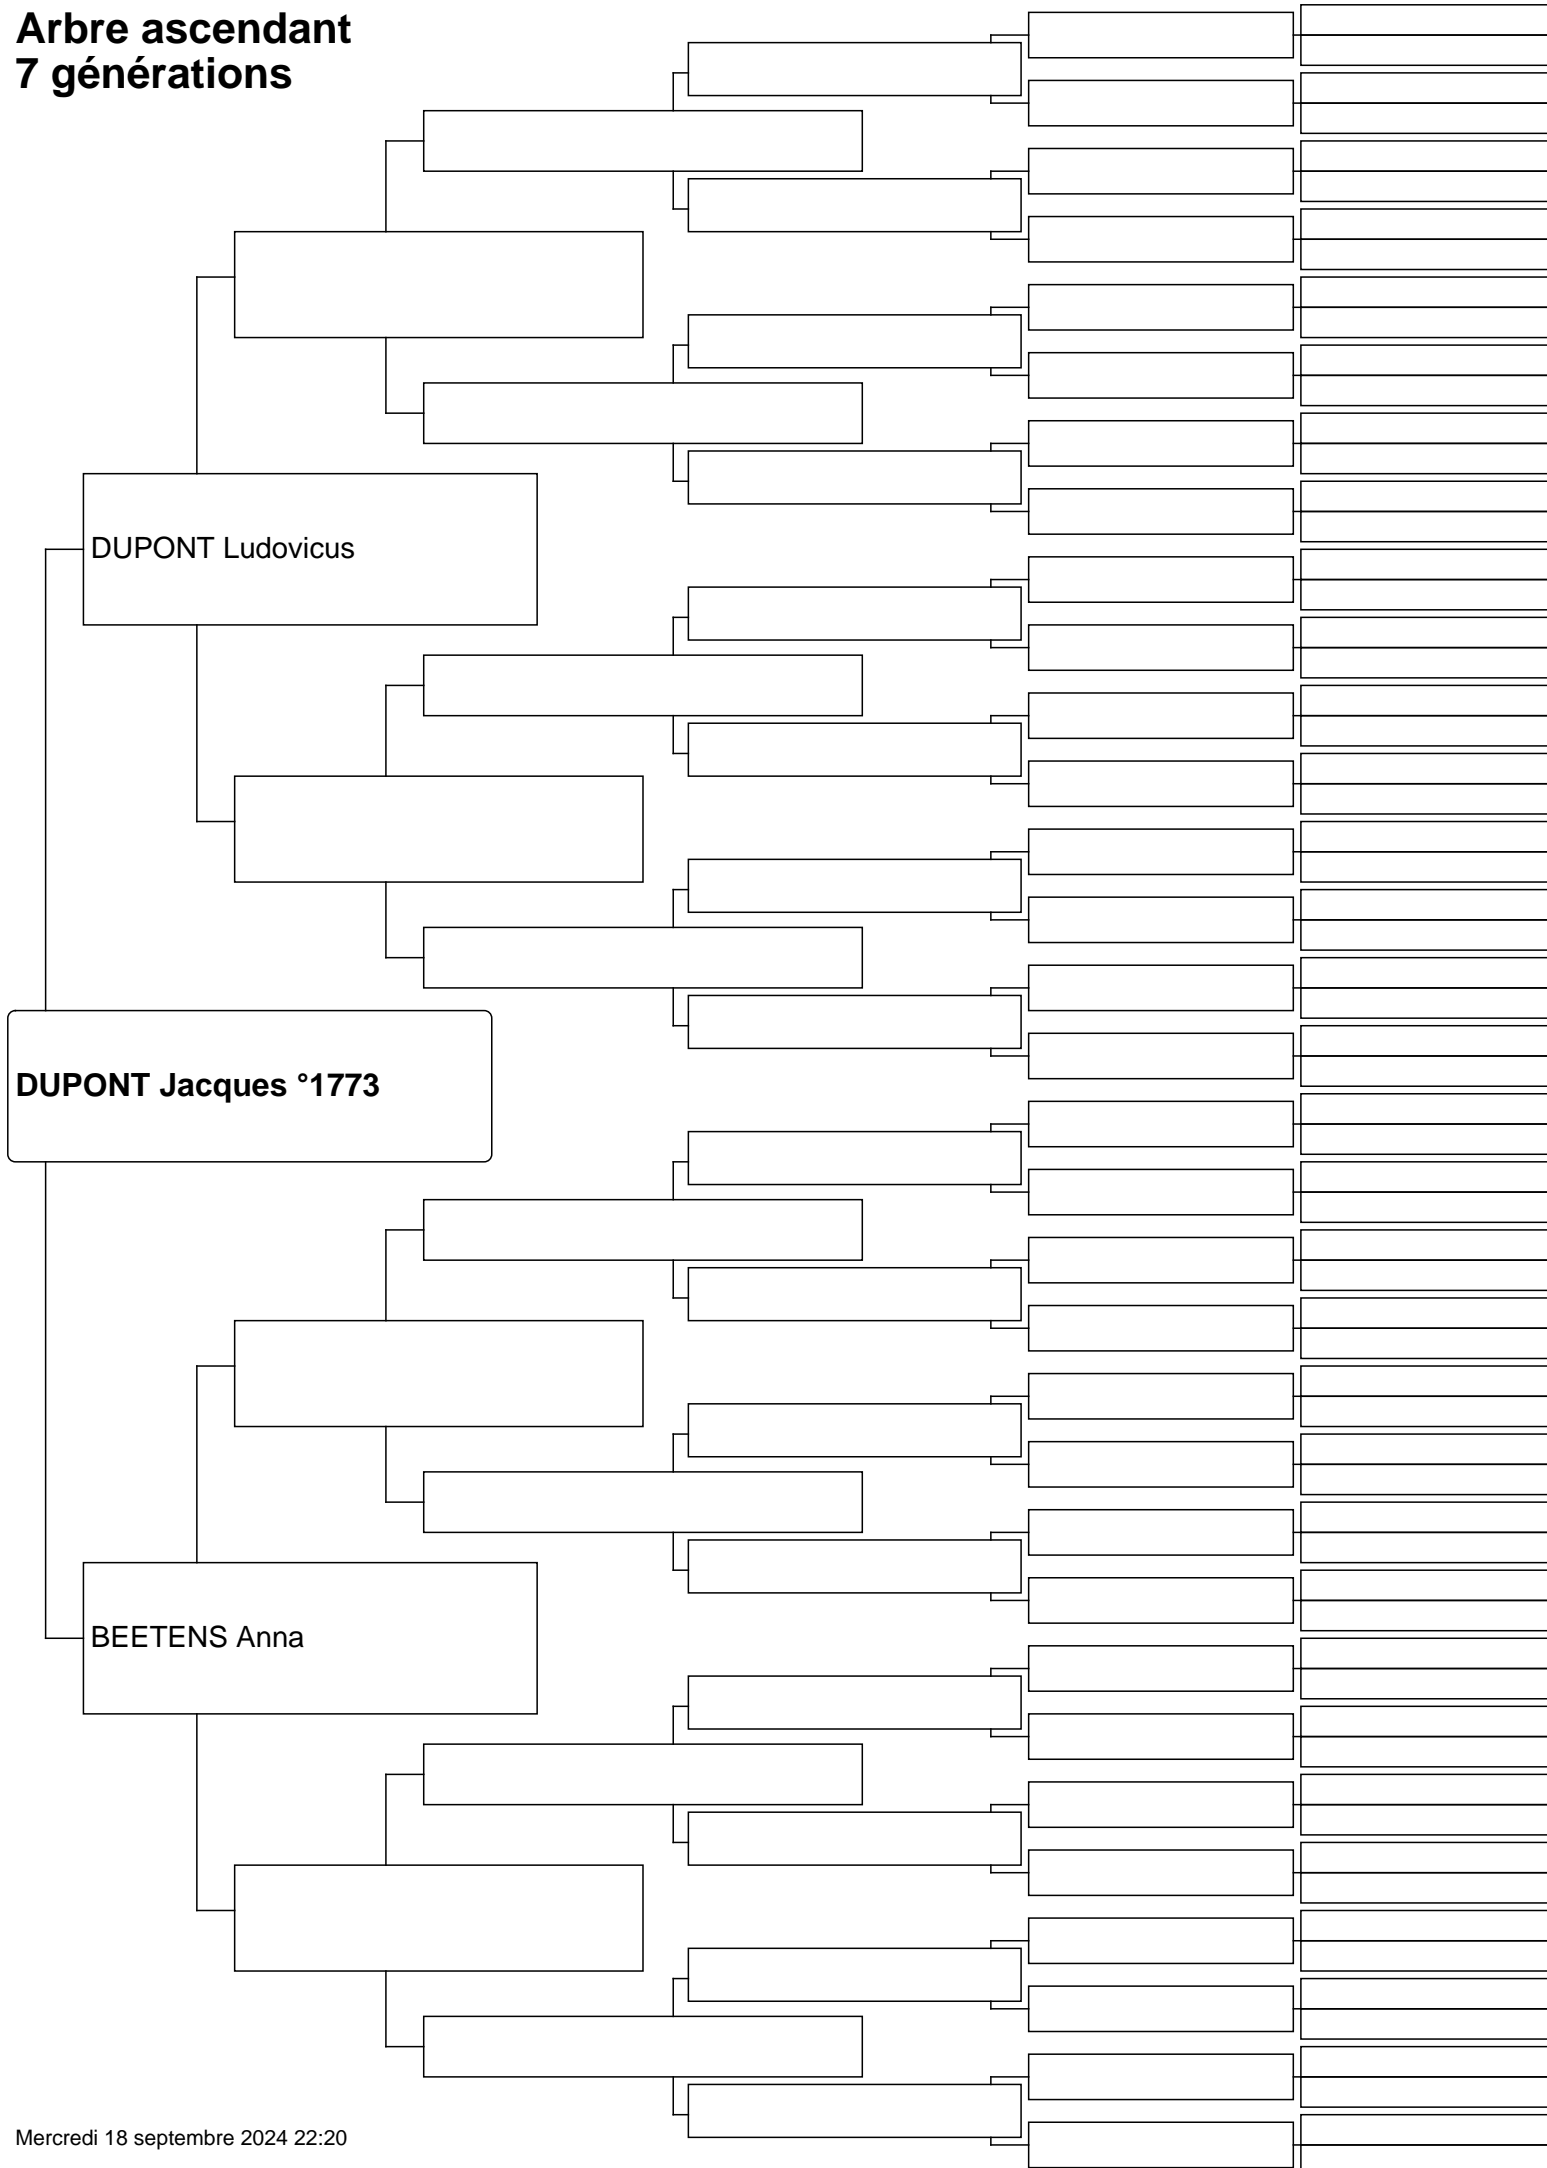 Arbre ascendant
7 générations
DUPONT Ludovicus
DUPONT Jacques °1773
BEETENS Anna
Mercredi 18 septembre 2024 22:20